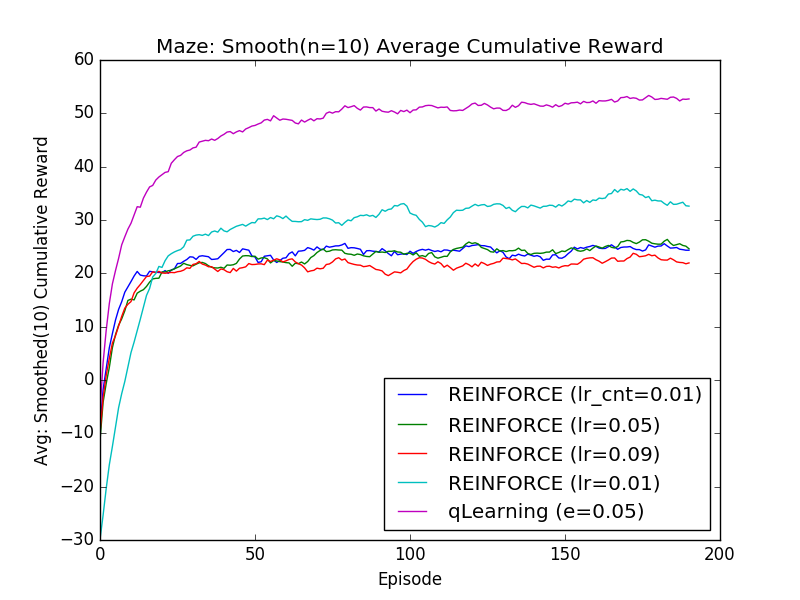 Maze: Smooth(n=10) Average Cumulative Reward
Avg: Smoothed(10) Cumulative Reward
60
50
40
30
20
10
0
−10
−20
−30
REINFORCE (lr_cnt=0.01)
REINFORCE (lr=0.05)
REINFORCE (lr=0.09)
REINFORCE (lr=0.01)
qLearning (e=0.05)
0 50 100 150 200
Episode